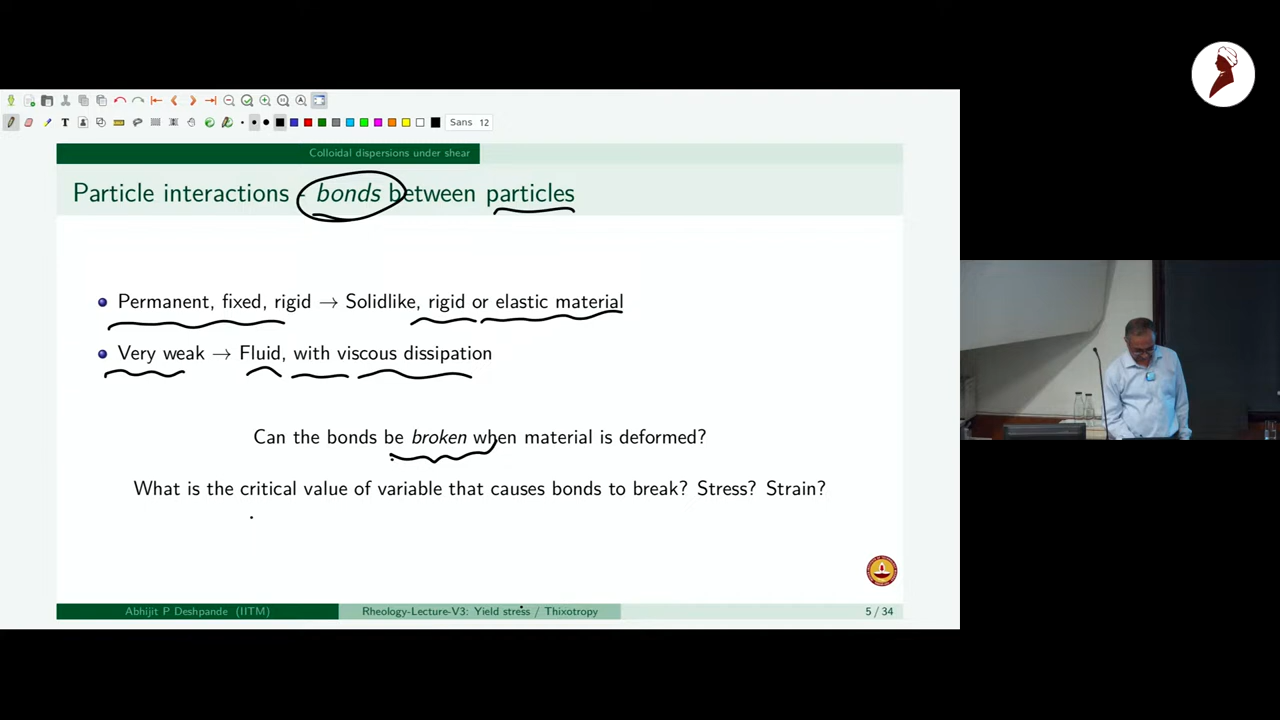 Sans 12
Colloidal dispersions under shear
Particle interactions - bonds between particles
Permanent, fixed, rigid → Solidlike, rigid or elastic material
Very weak → Fluid, with viscous dissipation
Can the bonds be broken when material is deformed?
What is the critical value of variable that causes bonds to break? Stress? Strain?
Abhijit P Deshpande (IITM) Rheology-Lecture-V3: Yield stress / Thixotropy 5 / 34